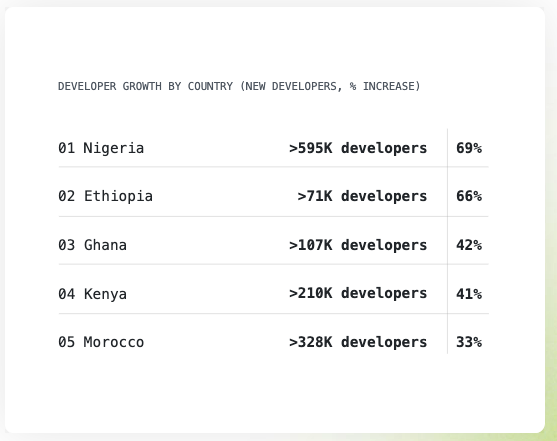 DEVELOPER GROWTH BY COUNTRY (NEW DEVELOPERS, % INCREASE)
01 Nigeria >595K developers 69%
02 Ethiopia >71K developers 66%
03 Ghana >107K developers 42%
04 Kenya >210K developers 41%
05 Morocco >328K developers 33%